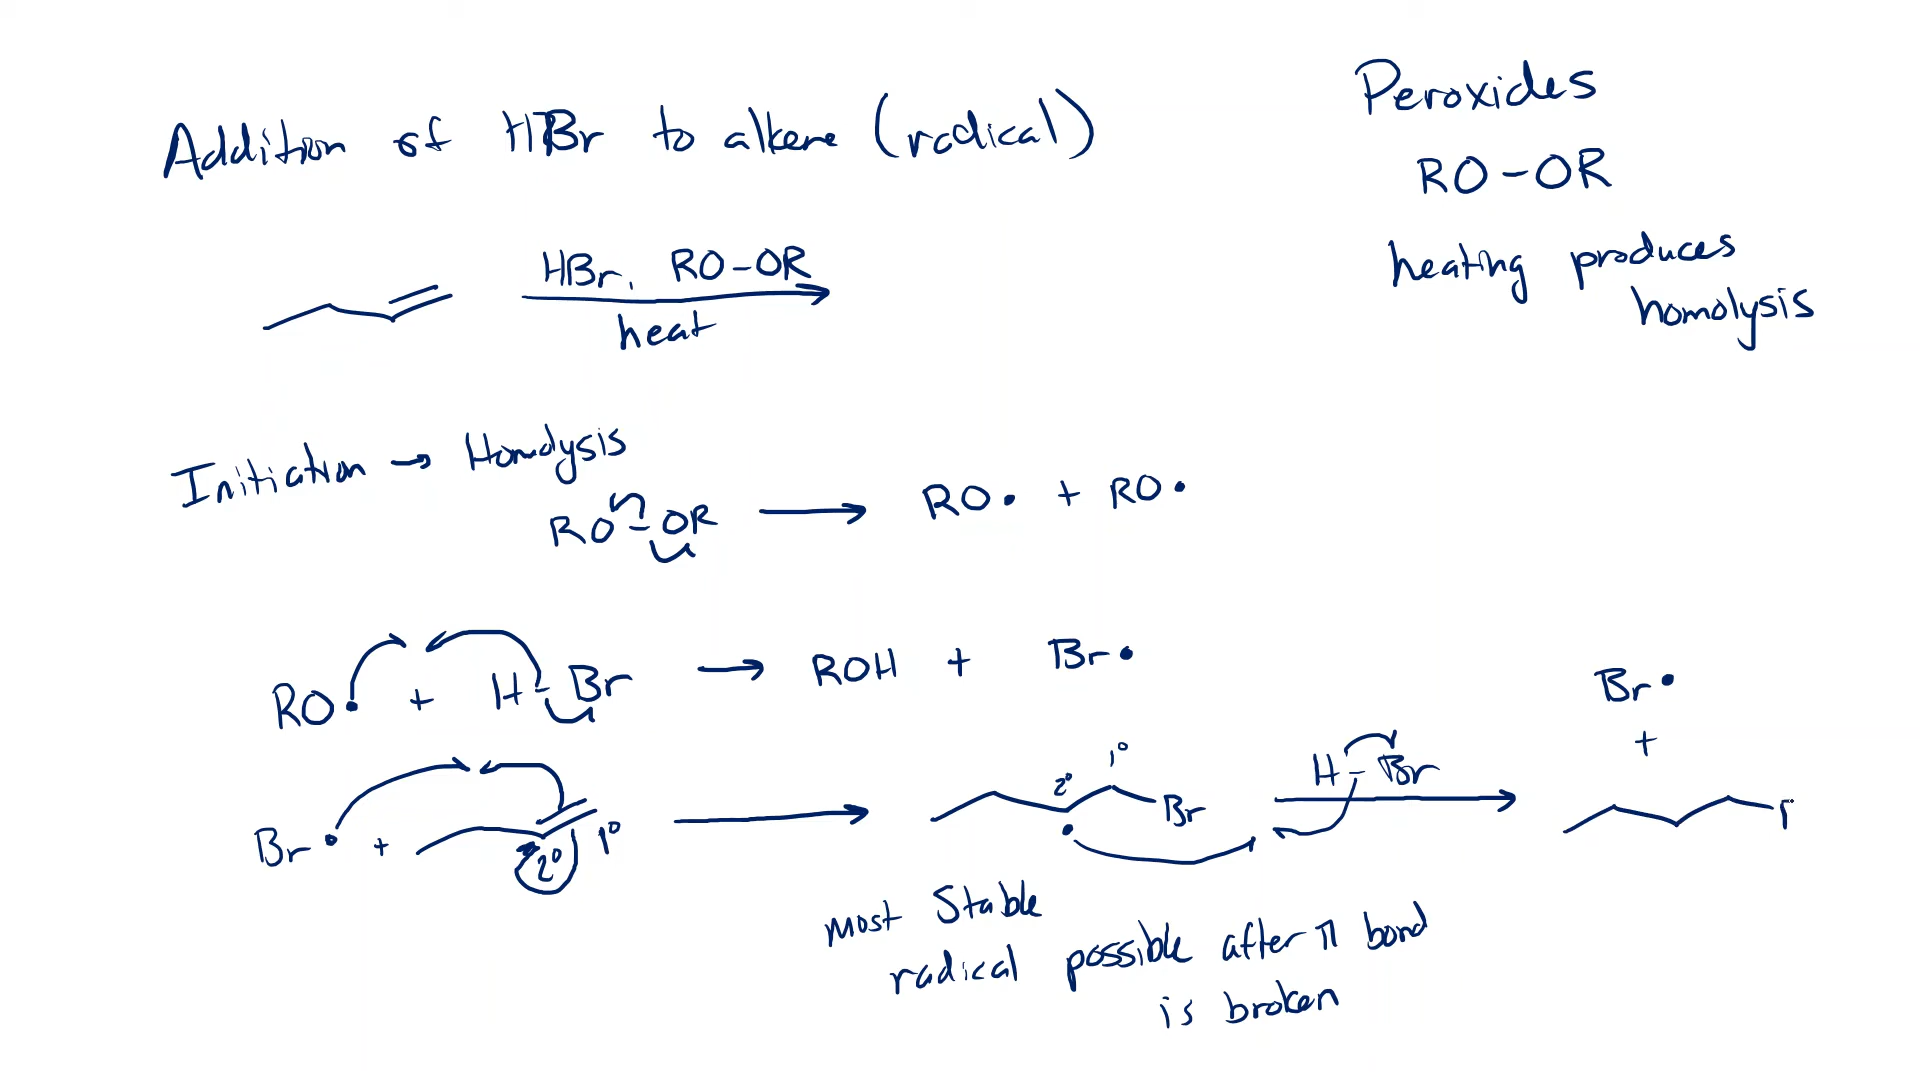 Addition of HBr to alkene (radical)
Peroxides
RO-OR
heating produces
homolysis
HBr, RO-OR
heat
Initiation → Homolysis
RO-OR → RO• + RO•
RO• + H-Br → ROH + Br•
Br•
+
Br• + 2° 1° → 2° 1° Br H-Br →
most Stable
radical possible after π bond
is broken